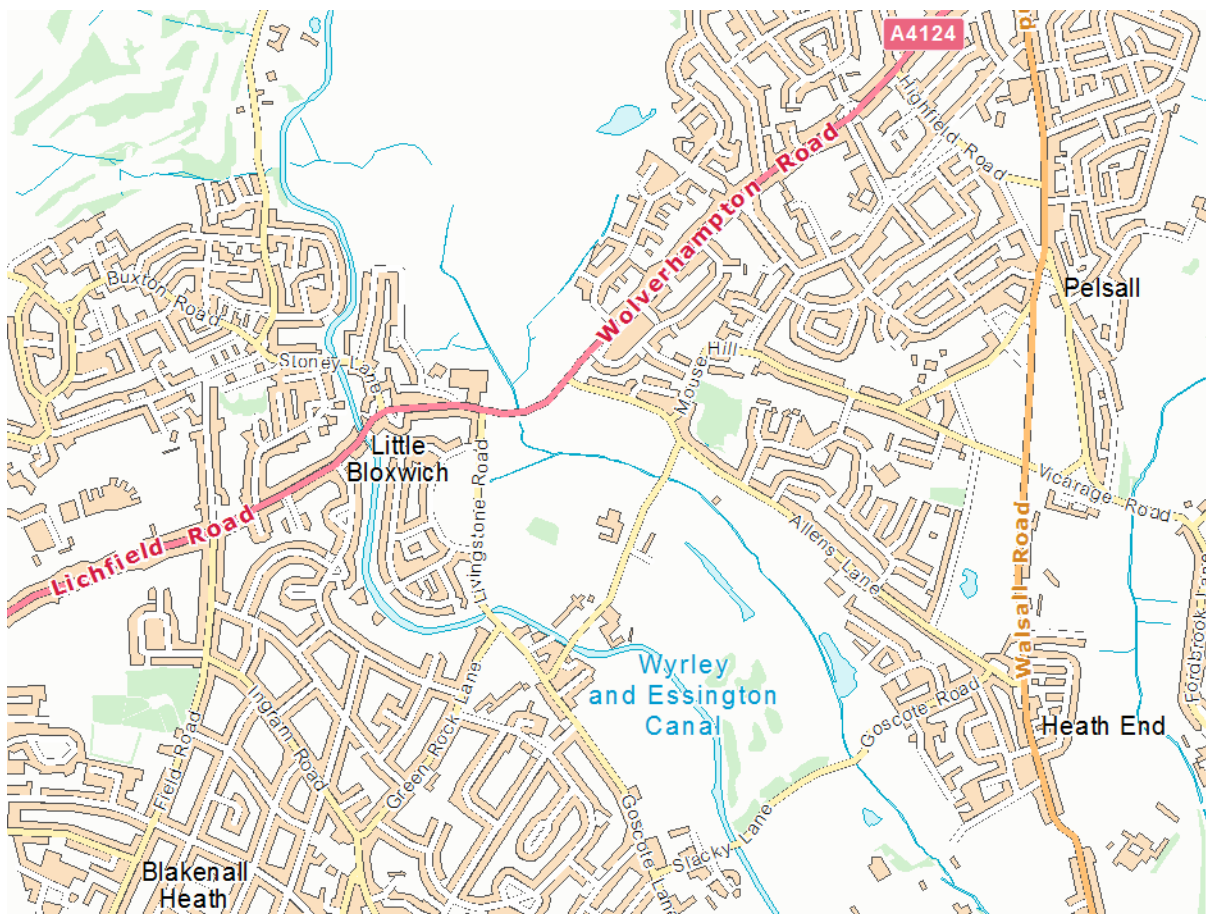 A4124
Highfield Road
Wolverhampton Road
Pelsall
Buxton Road
Stoney Lane
Mouse Hill
Little
Bloxwich
Livingstone Road
Vicarage Road
Lichfield Road
Allens Lane
Walsall Road
Fordbrook Lane
Wyrley
and Essington
Canal
Goscote Road
Heath End
Ingram Road
Green Rock Lane
Field Road
Goscote Lane
Slacky Lane
Blakenall
Heath